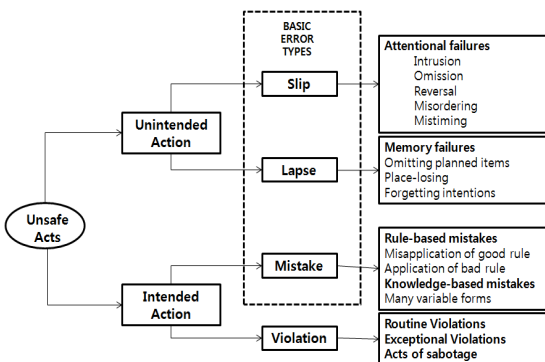 BASIC
ERROR
TYPES
Unsafe
Acts
Unintended
Action
Intended
Action
Slip
Lapse
Mistake
Violation
Attentional failures
Intrusion
Omission
Reversal
Misordering
Mistiming
Memory failures
Omitting planned items
Place-losing
Forgetting intentions
Rule-based mistakes
Misapplication of good rule
Application of bad rule
Knowledge-based mistakes
Many variable forms
Routine Violations
Exceptional Violations
Acts of sabotage